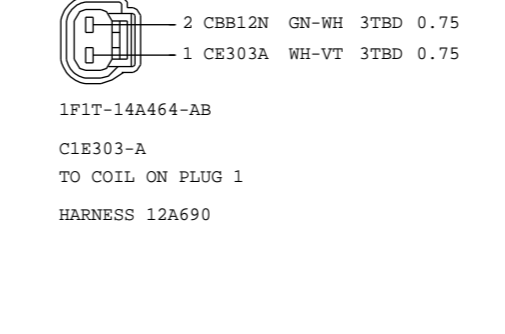 2 CBB12N GN-WH 3TBD 0.75
1 CE303A WH-VT 3TBD 0.75
1F1T-14A464-AB
C1E303-A
TO COIL ON PLUG 1
HARNESS 12A690